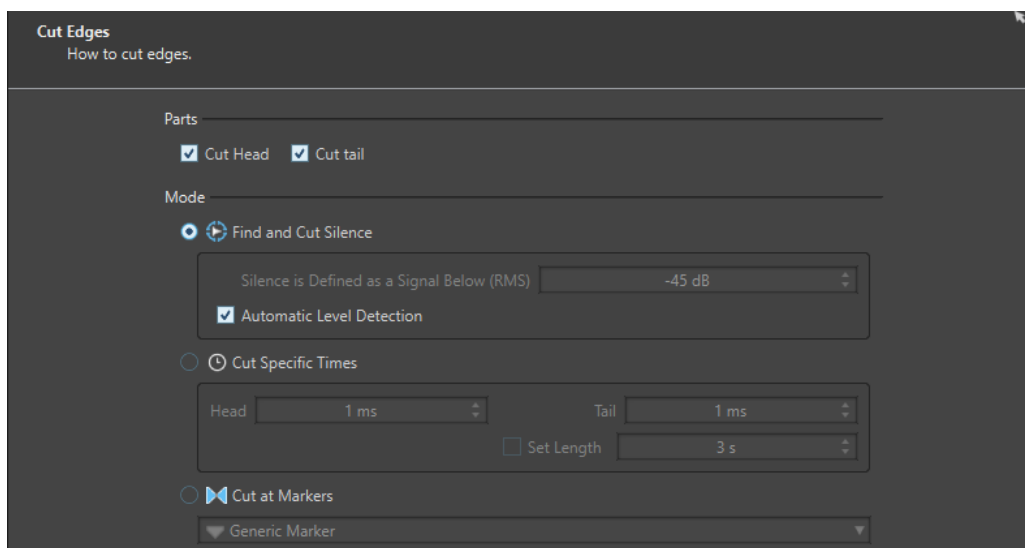 Cut Edges
How to cut edges.
Parts
Cut Head Cut tail
Mode
Find and Cut Silence
Silence is Defined as a Signal Below (RMS) -45 dB
Automatic Level Detection
Cut Specific Times
Head 1 ms Tail 1 ms
Set Length 3 s
Cut at Markers
Generic Marker